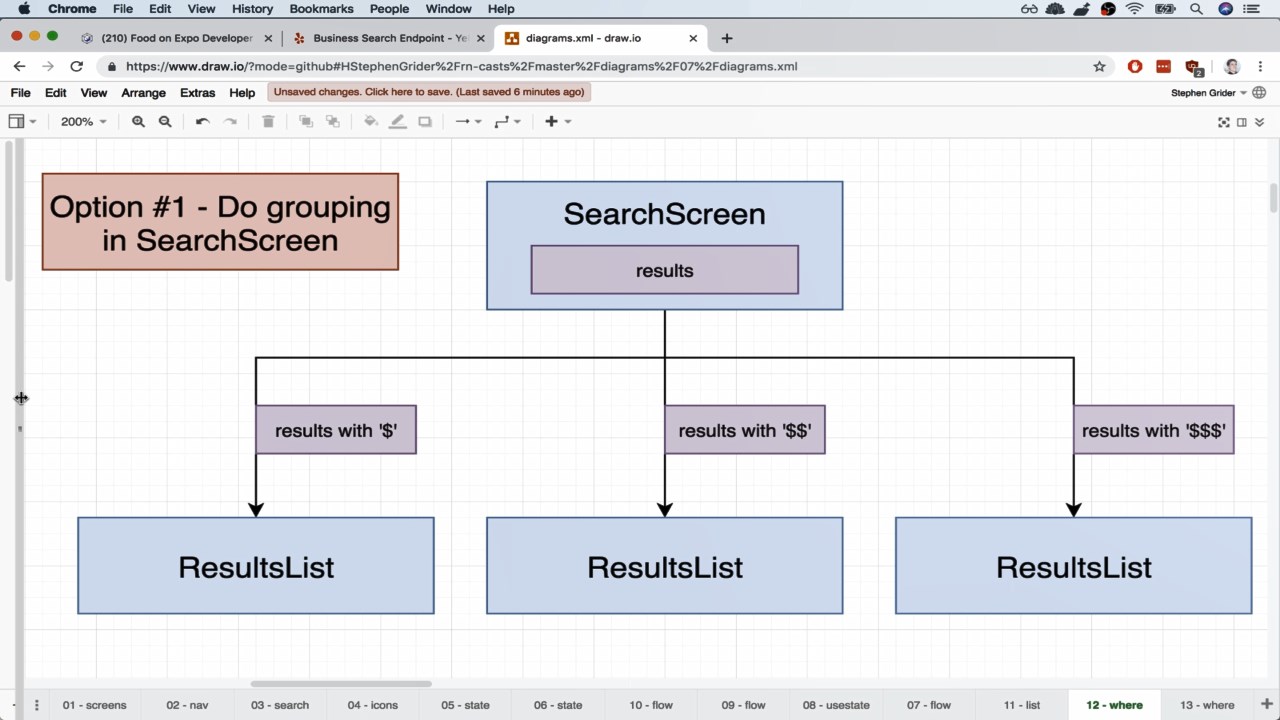 Chrome File Edit View History Bookmarks People Window Help
(210) Food on Expo Developer
Business Search Endpoint - Ye
diagrams.xml - draw.io
https://www.draw.io/?mode=github#HStephenGrider%2Frn-casts%2Fmaster%2Fdiagrams%2F07%2Fdiagrams.xml
2
File Edit View Arrange Extras Help
Unsaved changes. Click here to save. (Last saved 6 minutes ago)
Stephen Grider
200%
Option #1 - Do grouping
in SearchScreen
SearchScreen
results
results with '$'
results with '$$'
results with '$$$'
ResultsList
ResultsList
ResultsList
01 - screens
02 - nav
03 - search
04 - icons
05 - state
06 - state
10 - flow
09 - flow
08 - usestate
07 - flow
11 - list
12 - where
13 - where